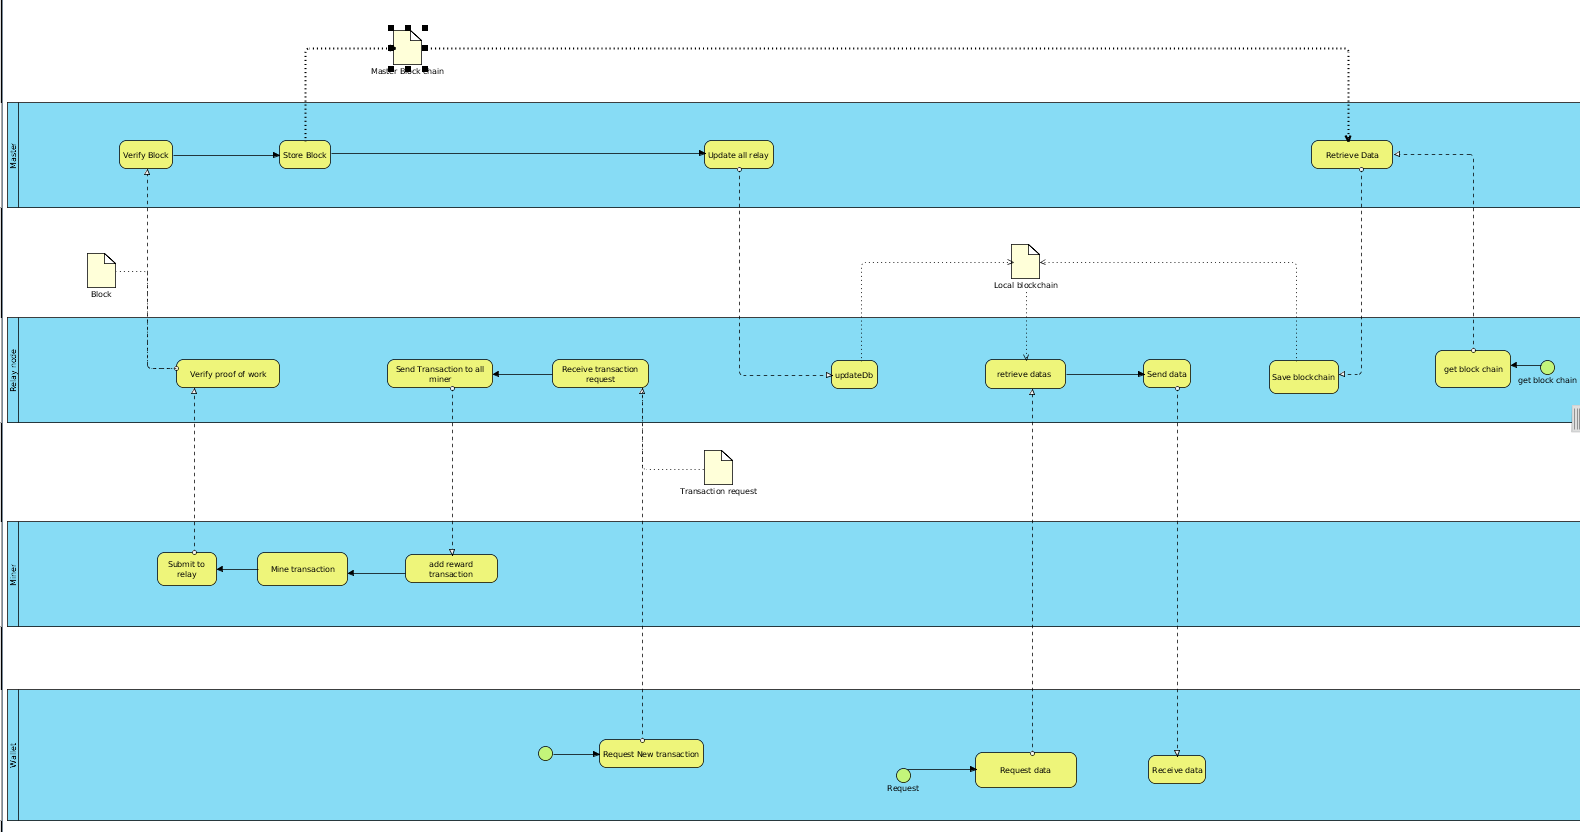 Master Block chain
Master
Verify Block
Store Block
Update all relay
Retrieve Data
Block
Local blockchain
Relay node
Verify proof of work
Send Transaction to all
miner
Receive transaction
request
updateDb
retrieve datas
Send data
Save blockchain
get block chain
get block chain
Transaction request
Miner
Submit to
relay
Mine transaction
add reward
transaction
Wallet
Request New transaction
Request
Request data
Receive data